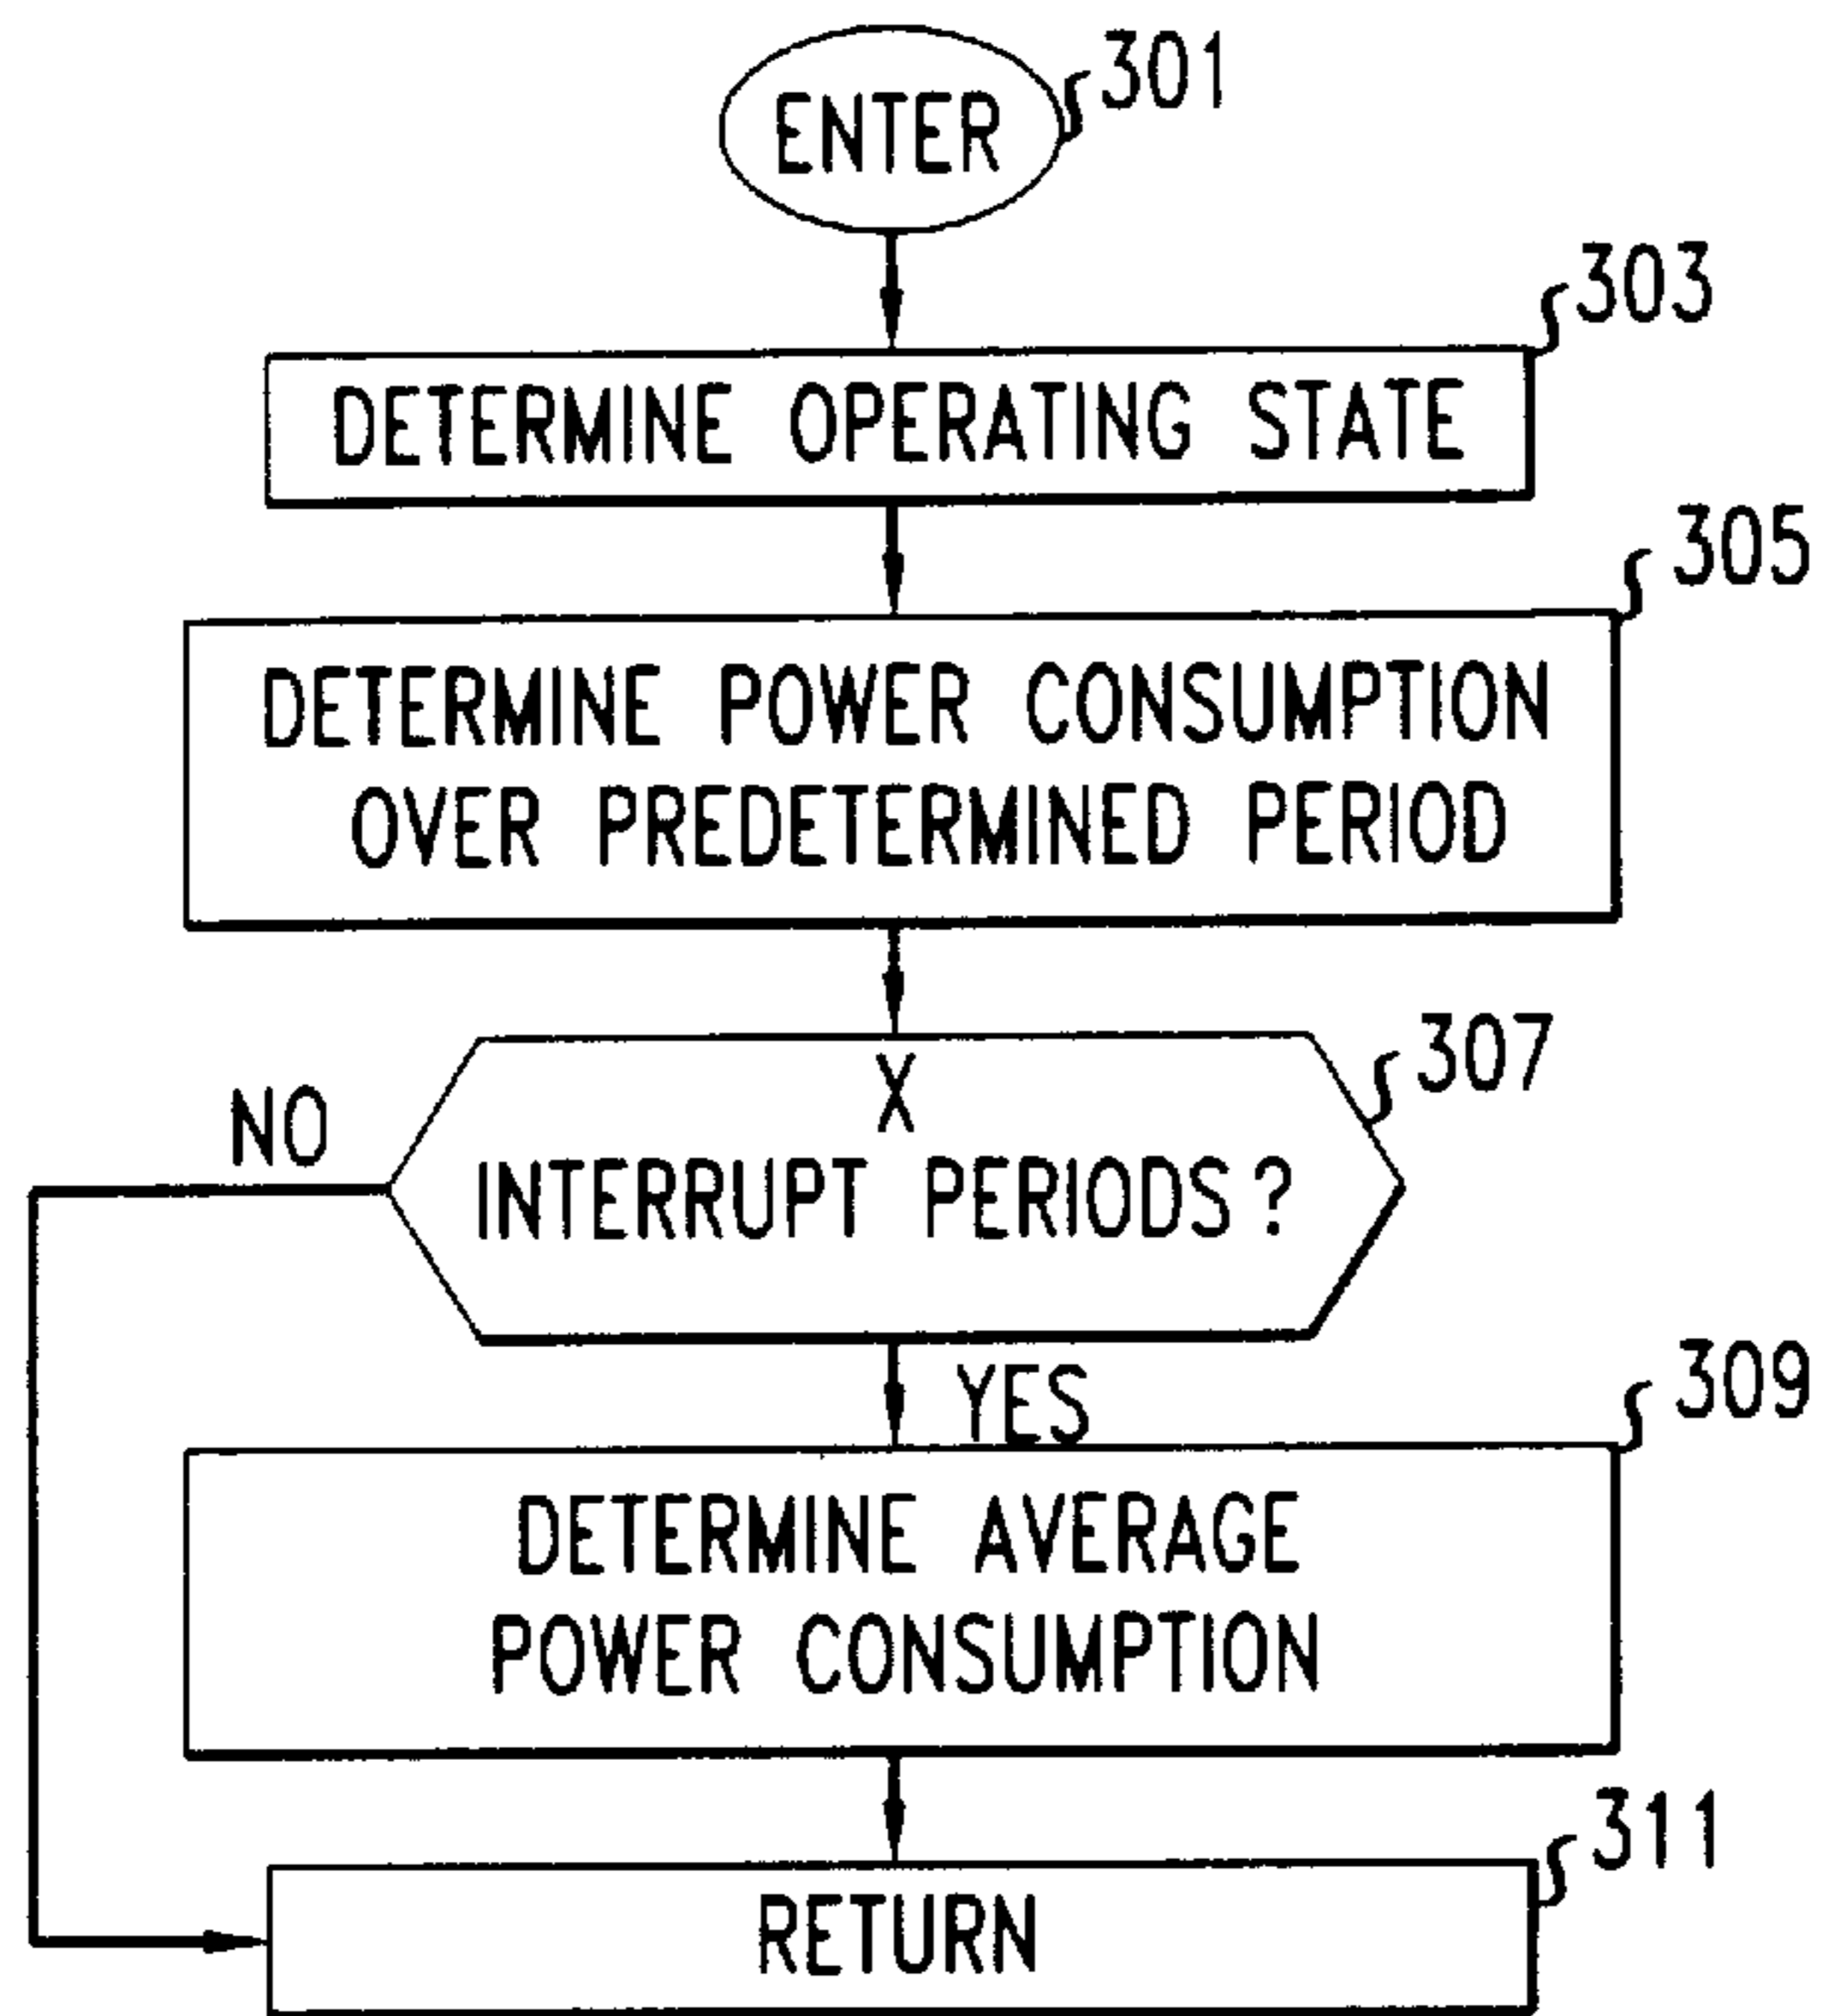 ENTER
301
DETERMINE OPERATING STATE
303
DETERMINE POWER CONSUMPTION
OVER PREDETERMINED PERIOD
305
X
INTERRUPT PERIODS?
307
NO
YES
DETERMINE AVERAGE
POWER CONSUMPTION
309
RETURN
311